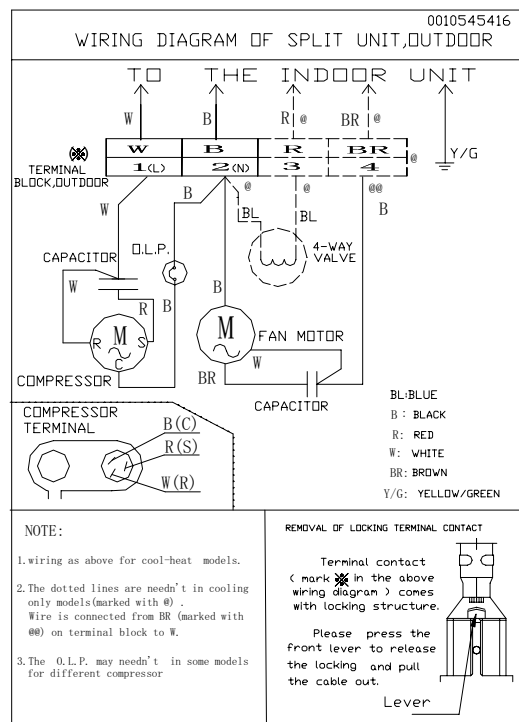 0010545416
WIRING DIAGRAM OF SPLIT UNIT,OUTDOOR
TO THE INDOOR UNIT
W
B
R @
BR @
Y/G
W B R BR
1(L) 2(N) 3 4
@
TERMINAL
BLOCK,OUTDOOR
@ @ @@
W
B
BL
BL
B
4-WAY
VALVE
O.L.P.
CAPACITOR
W
R
B
B
M
R S
C
COMPRESSOR
M
FAN MOTOR
W
BR
CAPACITOR
COMPRESSOR
TERMINAL
B(C)
R(S)
W(R)
BL:BLUE
B : BLACK
R: RED
W: WHITE
BR: BROWN
Y/G: YELLOW/GREEN
NOTE:
1.wiring as above for cool-heat models.
2.The dotted lines are needn't in cooling
only models(marked with @) .
Wire is connected from BR (marked with
@@) on terminal block to W.
3.The O.L.P. may needn't in some models
for different compressor
REMOVAL OF LOCKING TERMINAL CONTACT
Terminal contact
( mark ※ in the above
wiring diagram ) comes
with locking structure.
Please press the
front lever to release
the locking and pull
the cable out.
Lever